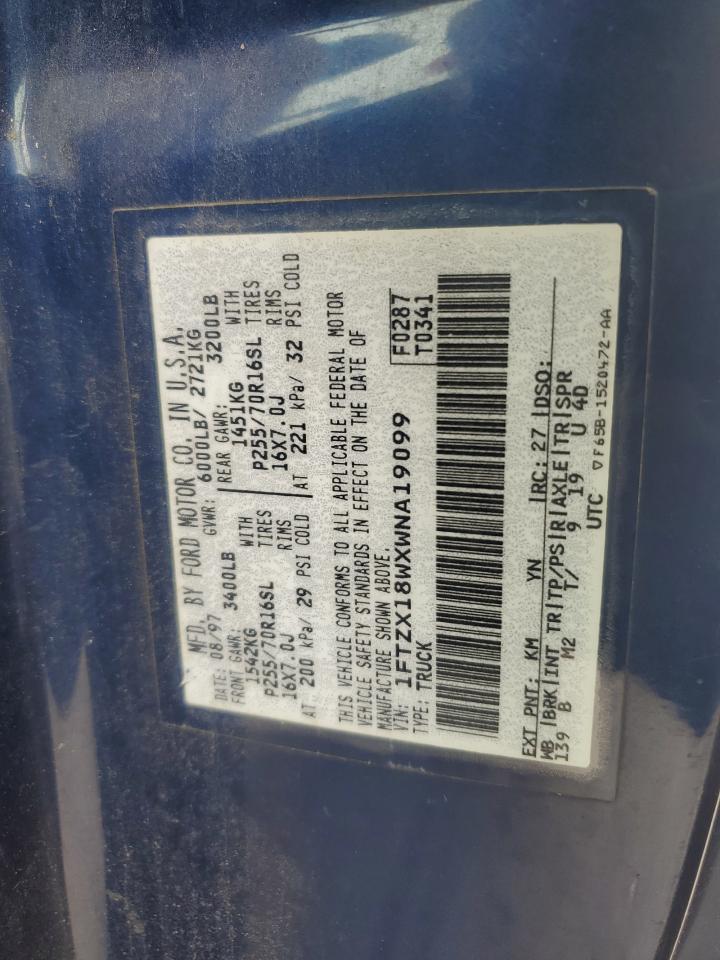 MFD. BY FORD MOTOR CO. IN U.S.A.
DATE: 08/97 GVWR: 6000LB/ 2721KG
FRONT GAWR: 3400LB REAR GAWR: 3200LB
1542KG WITH 1451KG WITH
P255/70R16SL TIRES P255/70R16SL TIRES
16X7.0J RIMS 16X7.0J RIMS
AT 200 kPa/ 29 PSI COLD AT 221 kPa/ 32 PSI COLD
THIS VEHICLE CONFORMS TO ALL APPLICABLE FEDERAL MOTOR
VEHICLE SAFETY STANDARDS IN EFFECT ON THE DATE OF
MANUFACTURE SHOWN ABOVE.
VIN: 1FTZX18WXWNA19099 F0287
TYPE: TRUCK T0341
EXT PNT: KM YN RC: 27 DSO:
WB BRK INT TR TP/PS R AXLE TR SPR
139 B M2 T/ 9 19 U 4D
UTC ▽F65B-1520472-AA